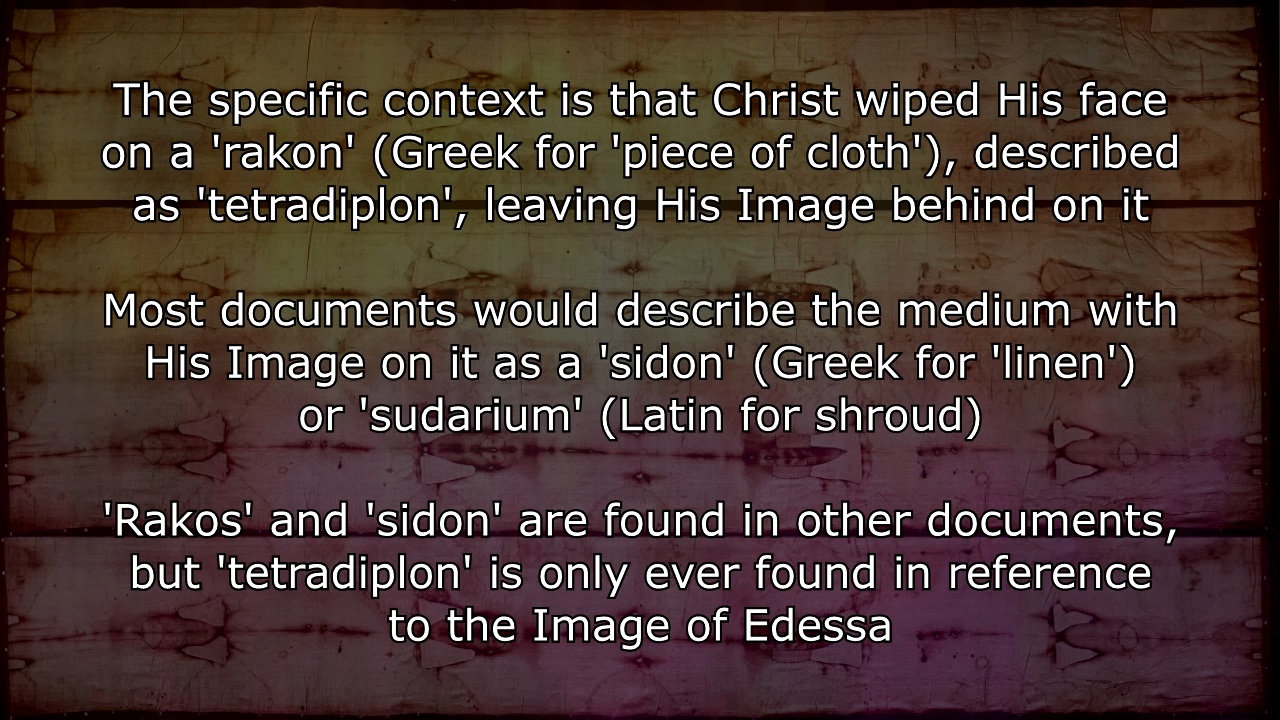 The specific context is that Christ wiped His face
on a 'rakon' (Greek for 'piece of cloth'), described
as 'tetradiplon', leaving His Image behind on it
Most documents would describe the medium with
His Image on it as a 'sidon' (Greek for 'linen')
or 'sudarium' (Latin for shroud)
'Rakos' and 'sidon' are found in other documents,
but 'tetradiplon' is only ever found in reference
to the Image of Edessa